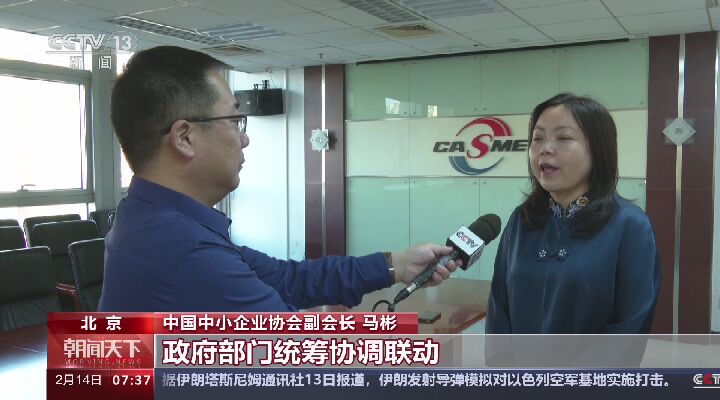 CCTV 13
新闻
CASME
CCTV
北京
中国中小企业协会副会长 马彬
朝闻天下
MORNING NEWS
政府部门统筹协调联动
2月14日 07:37
据伊朗塔斯尼姆通讯社13日报道，伊朗发射导弹模拟对以色列空军基地实施打击。